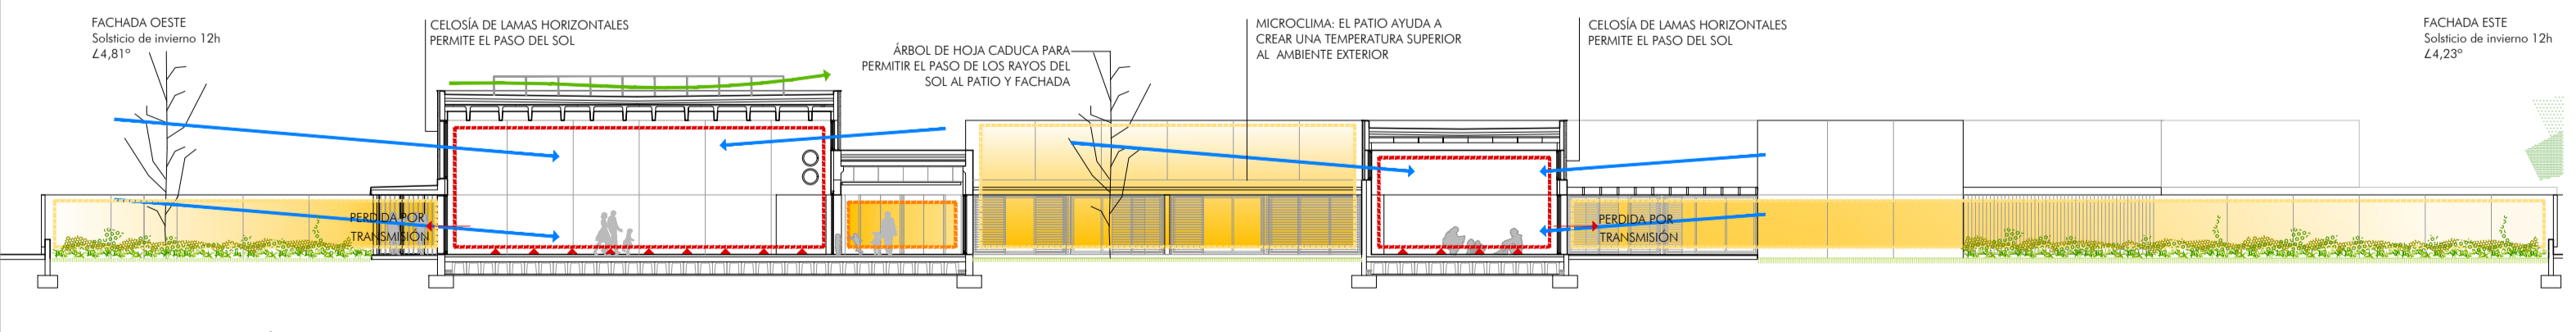 FACHADA OESTE
Solsticio de invierno 12h
∠4,81º
CELOSÍA DE LAMAS HORIZONTALES
PERMITE EL PASO DEL SOL
ÁRBOL DE HOJA CADUCA PARA
PERMITIR EL PASO DE LOS RAYOS DEL
SOL AL PATIO Y FACHADA
MICROCLIMA: EL PATIO AYUDA A
CREAR UNA TEMPERATURA SUPERIOR
AL AMBIENTE EXTERIOR
CELOSÍA DE LAMAS HORIZONTALES
PERMITE EL PASO DEL SOL
FACHADA ESTE
Solsticio de invierno 12h
∠4,23º
PERDIDA POR
TRANSMISIÓN
PERDIDA POR
TRANSMISIÓN